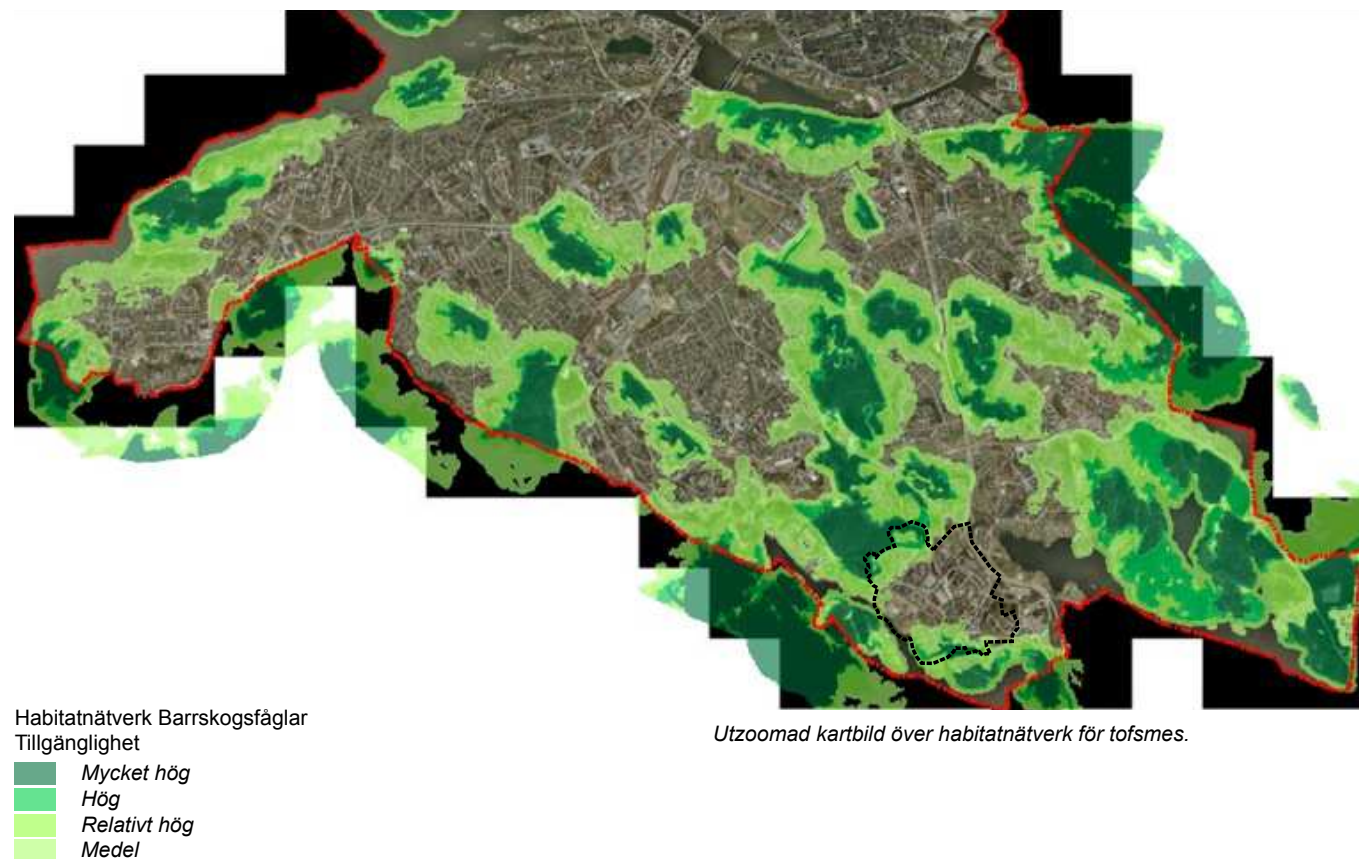 Habitatnätverk Barrskogsfåglar
Tillgänglighet
Mycket hög
Hög
Relativt hög
Medel
Utzoomad kartbild över habitatnätverk för tofsmes.